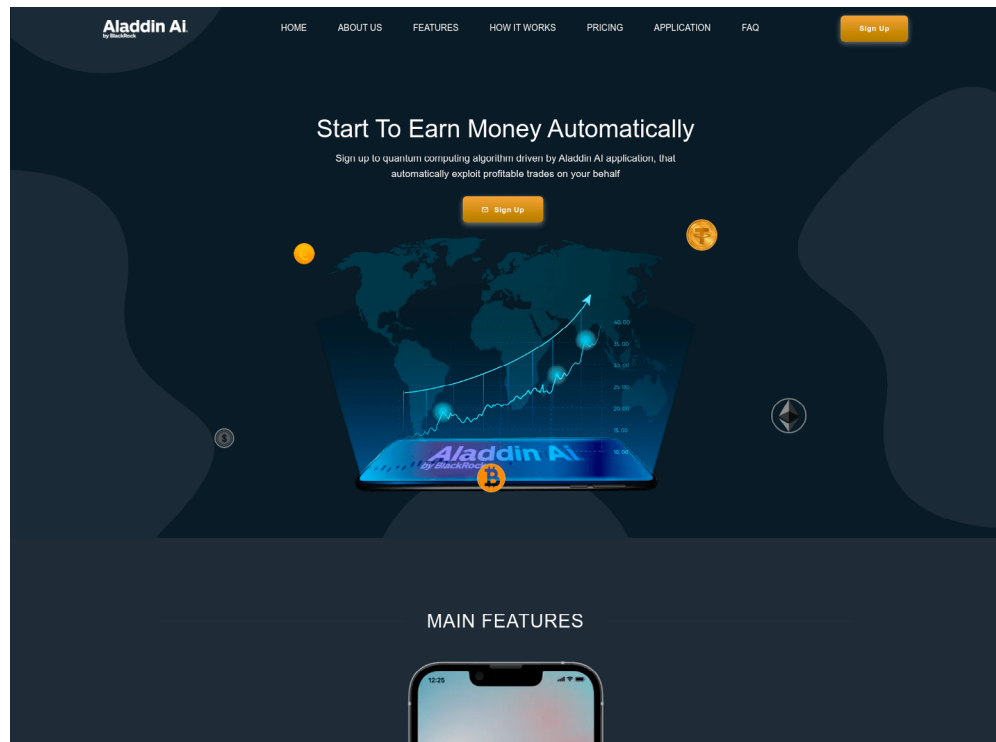 Aladdin Ai.
by BlackRock
HOME ABOUT US FEATURES HOW IT WORKS PRICING APPLICATION FAQ Sign Up
Start To Earn Money Automatically
Sign up to quantum computing algorithm driven by Aladdin AI application, that
automatically exploit profitable trades on your behalf
Sign Up
40.00
35.00
30.00
25.00
20.00
15.00
10.00
Aladdin Ai.
by BlackRock
MAIN FEATURES
12:25